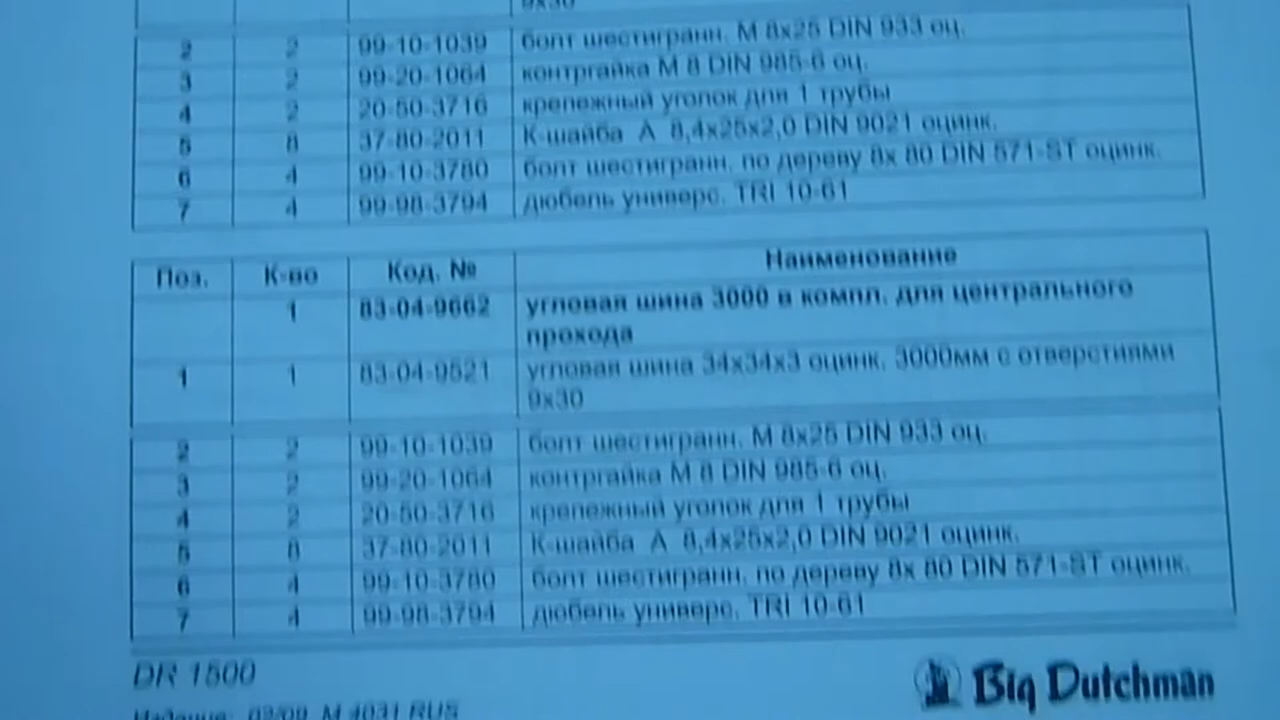 9x30
2 2 99-10-1039 болт шестигранн. М 8x25 DIN 933 оц.
3 2 99-20-1064 контргайка М 8 DIN 985-6 оц.
4 2 20-50-3716 крепежный уголок для 1 трубы
5 8 37-80-2011 К-шайба А 8,4x25x2,0 DIN 9021 оцинк.
6 4 99-10-3780 болт шестигранн. по дереву 8x 80 DIN 571-ST оцинк.
7 4 99-98-3794 дюбель универс. TRI 10-61
Поз. К-во Код. № Наименование
1 83-04-9662 угловая шина 3000 в компл. для центрального
прохода
1 1 83-04-9521 угловая шина 34x34x3 оцинк. 3000мм с отверстиями
9x30
2 2 99-10-1039 болт шестигранн. М 8x25 DIN 933 оц.
3 2 99-20-1064 контргайка М 8 DIN 985-6 оц.
4 2 20-50-3716 крепежный уголок для 1 трубы
5 8 37-80-2011 К-шайба А 8,4x25x2,0 DIN 9021 оцинк.
6 4 99-10-3780 болт шестигранн. по дереву 8x 80 DIN 571-ST оцинк.
7 4 99-98-3794 дюбель универс. TRI 10-61
DR 1500
Big Dutchman
Издание: 02/09 M 4031 RUS